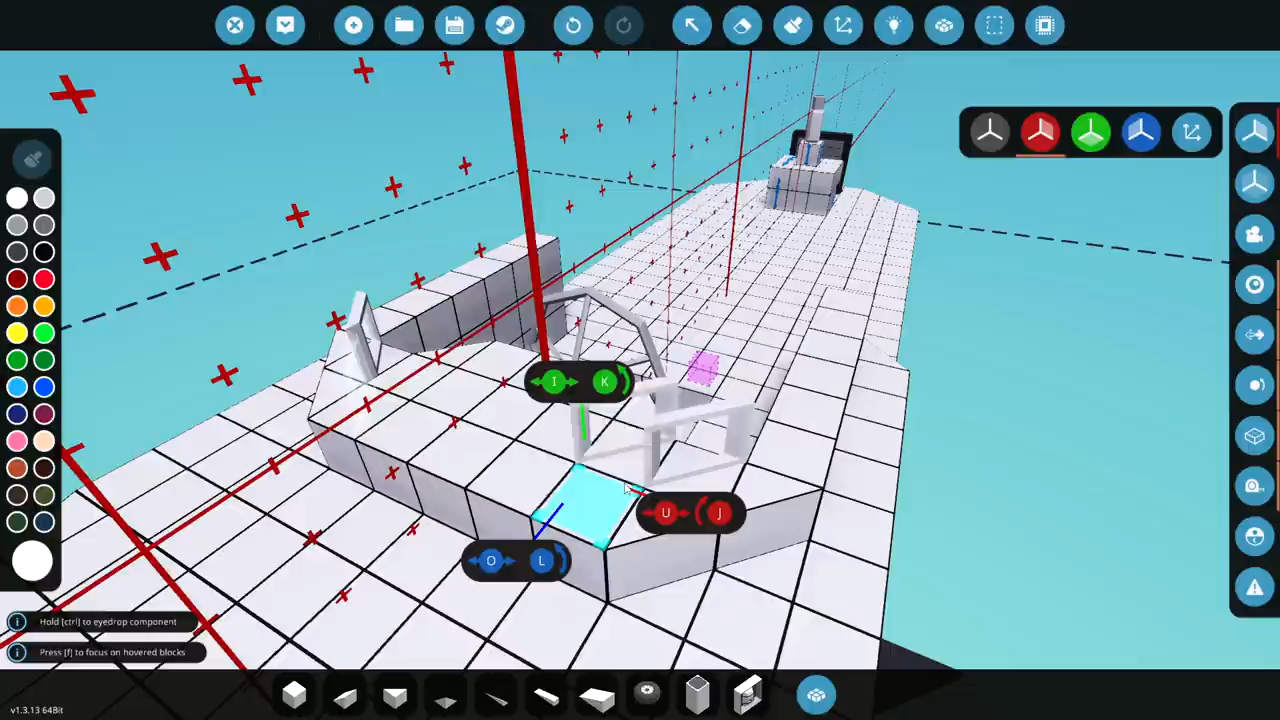 I K
U J
O L
Hold [ctrl] to eyedrop component
Press [f] to focus on hovered blocks
v1.3.13 64Bit